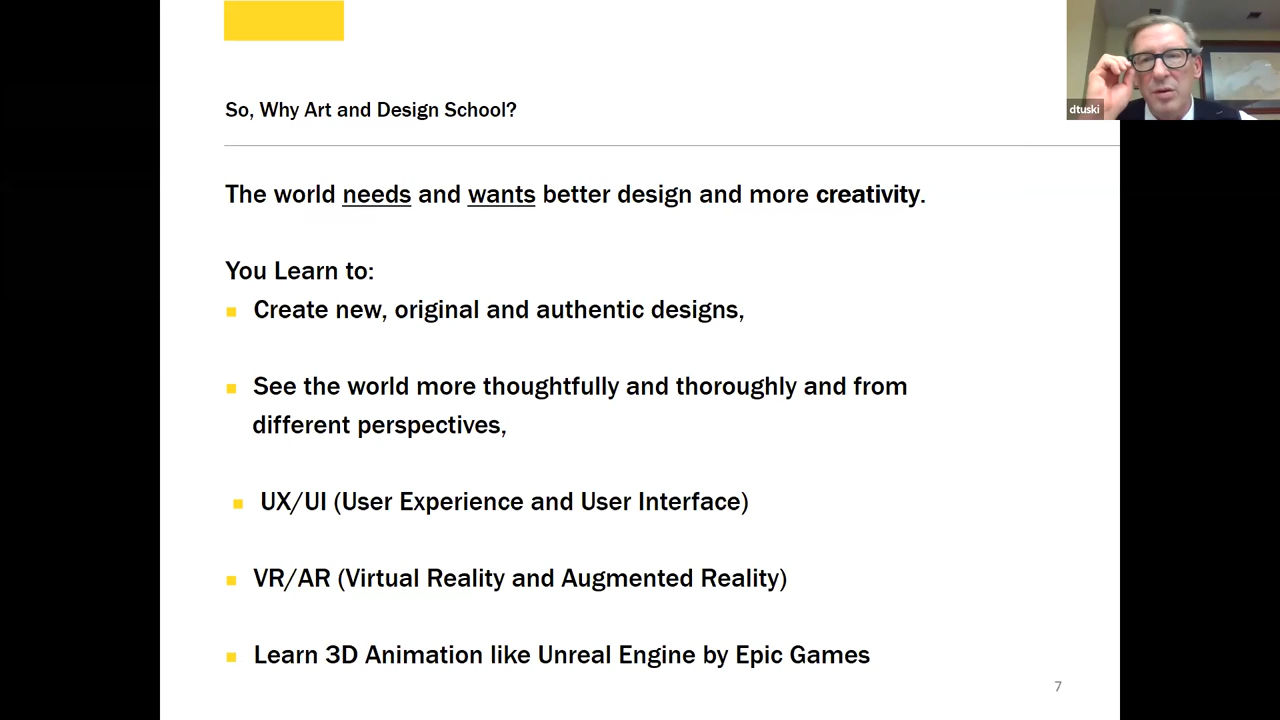 So, Why Art and Design School?
dtuski
The world needs and wants better design and more creativity.
You Learn to:
Create new, original and authentic designs,
See the world more thoughtfully and thoroughly and from
different perspectives,
UX/UI (User Experience and User Interface)
VR/AR (Virtual Reality and Augmented Reality)
Learn 3D Animation like Unreal Engine by Epic Games
7